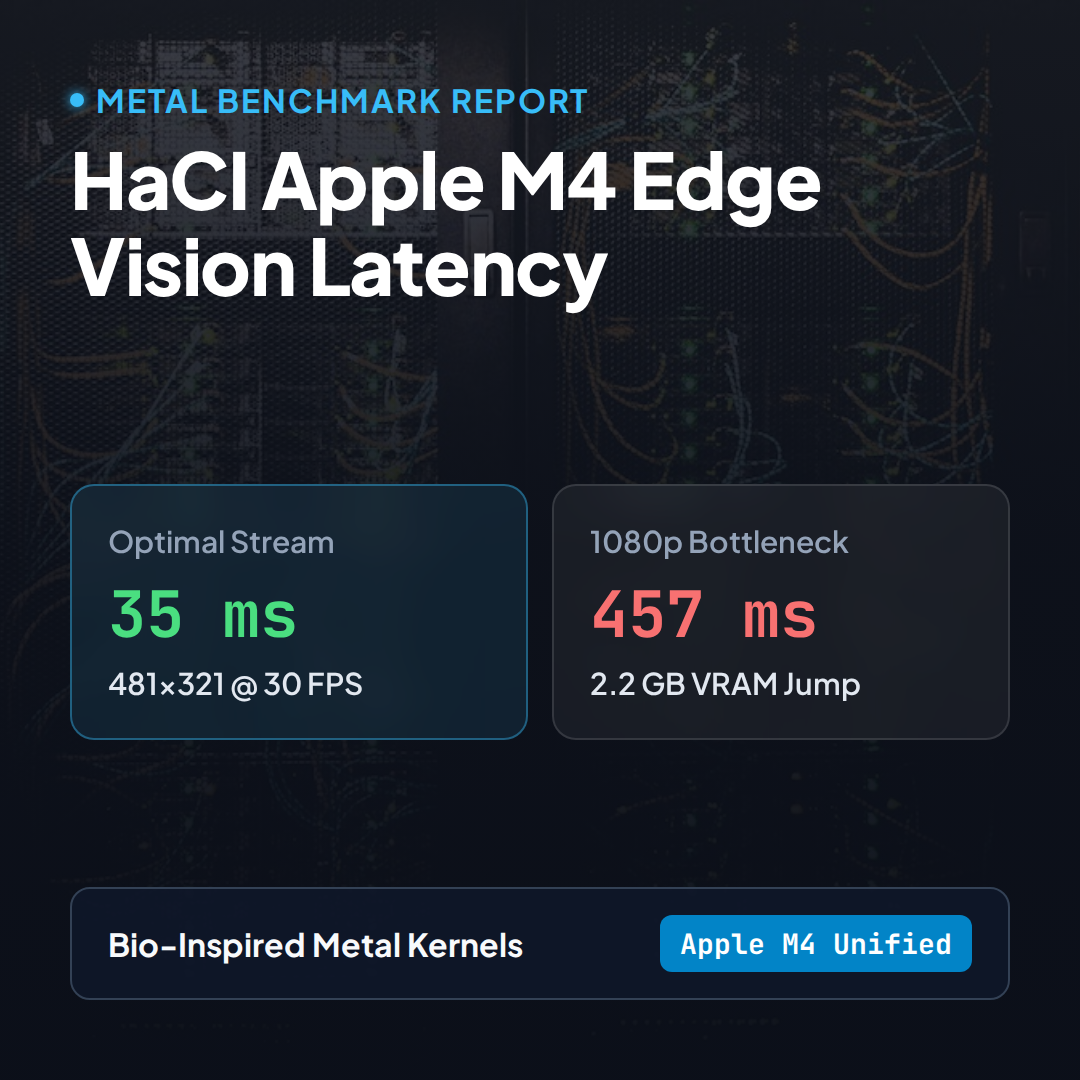 METAL BENCHMARK REPORT
HaCl Apple M4 Edge
Vision Latency
Optimal Stream
35 ms
481×321 @ 30 FPS
1080p Bottleneck
457 ms
2.2 GB VRAM Jump
Bio-Inspired Metal Kernels
Apple M4 Unified